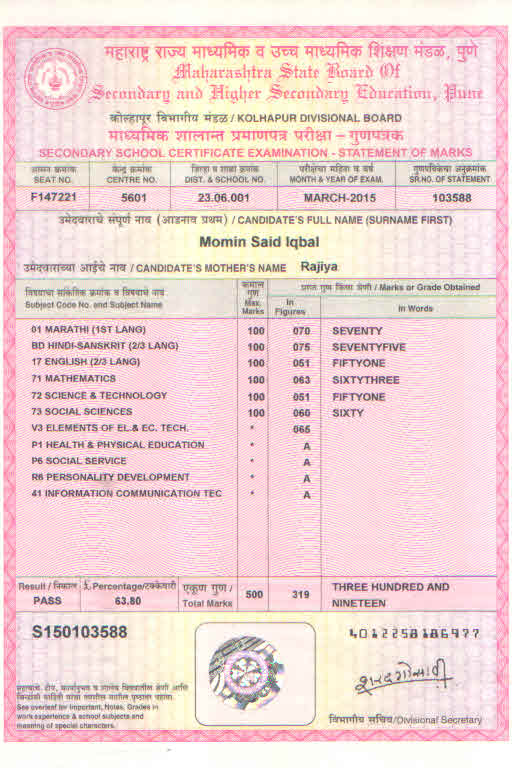 महाराष्ट्र राज्य माध्यमिक व उच्च माध्यमिक शिक्षण मंडळ, पुणे
Maharashtra State Board Of
Secondary and Higher Secondary Education, Pune
कोल्हापूर विभागीय मंडळ / KOLHAPUR DIVISIONAL BOARD
माध्यमिक शालान्त प्रमाणपत्र परीक्षा – गुणपत्रक
SECONDARY SCHOOL CERTIFICATE EXAMINATION - STATEMENT OF MARKS
आसन क्रमांक केन्द्र क्रमांक जिल्हा व शाळा क्रमांक परीक्षेचा महिना व वर्ष गुणपत्रिकेचा अनुक्रमांक
SEAT NO. CENTRE NO. DIST. & SCHOOL NO. MONTH & YEAR OF EXAM. SR.NO. OF STATEMENT
F147221 5601 23.06.001 MARCH-2015 103588
उमेदवाराचे संपूर्ण नाव (आडनाव प्रथम) / CANDIDATE'S FULL NAME (SURNAME FIRST)
Momin Said Iqbal
उमेदवाराच्या आईचे नाव / CANDIDATE'S MOTHER'S NAME Rajiya
विषयाचा सांकेतिक क्रमांक व विषयाचे नाव
Subject Code No. and Subject Name
कमाल गुण
Max. Marks
प्राप्त गुण किंवा श्रेणी / Marks or Grade Obtained
In Figures In Words
01 MARATHI (1ST LANG) 100 070 SEVENTY
BD HINDI-SANSKRIT (2/3 LANG) 100 075 SEVENTYFIVE
17 ENGLISH (2/3 LANG) 100 051 FIFTYONE
71 MATHEMATICS 100 063 SIXTYTHREE
72 SCIENCE & TECHNOLOGY 100 051 FIFTYONE
73 SOCIAL SCIENCES 100 060 SIXTY
V3 ELEMENTS OF EL.& EC. TECH. * 065
P1 HEALTH & PHYSICAL EDUCATION * A
P6 SOCIAL SERVICE * A
R6 PERSONALITY DEVELOPMENT * A
41 INFORMATION COMMUNICATION TEC * A
Result / निकाल Percentage/टक्केवारी एकूण गुण / 500 319 THREE HUNDRED AND
PASS 63.80 Total Marks NINETEEN
S150103588
4012258186977
See overleaf for Important, Notes, Grades in
work experience & school subjects and
meaning of special characters.
विभागीय सचिव/Divisional Secretary